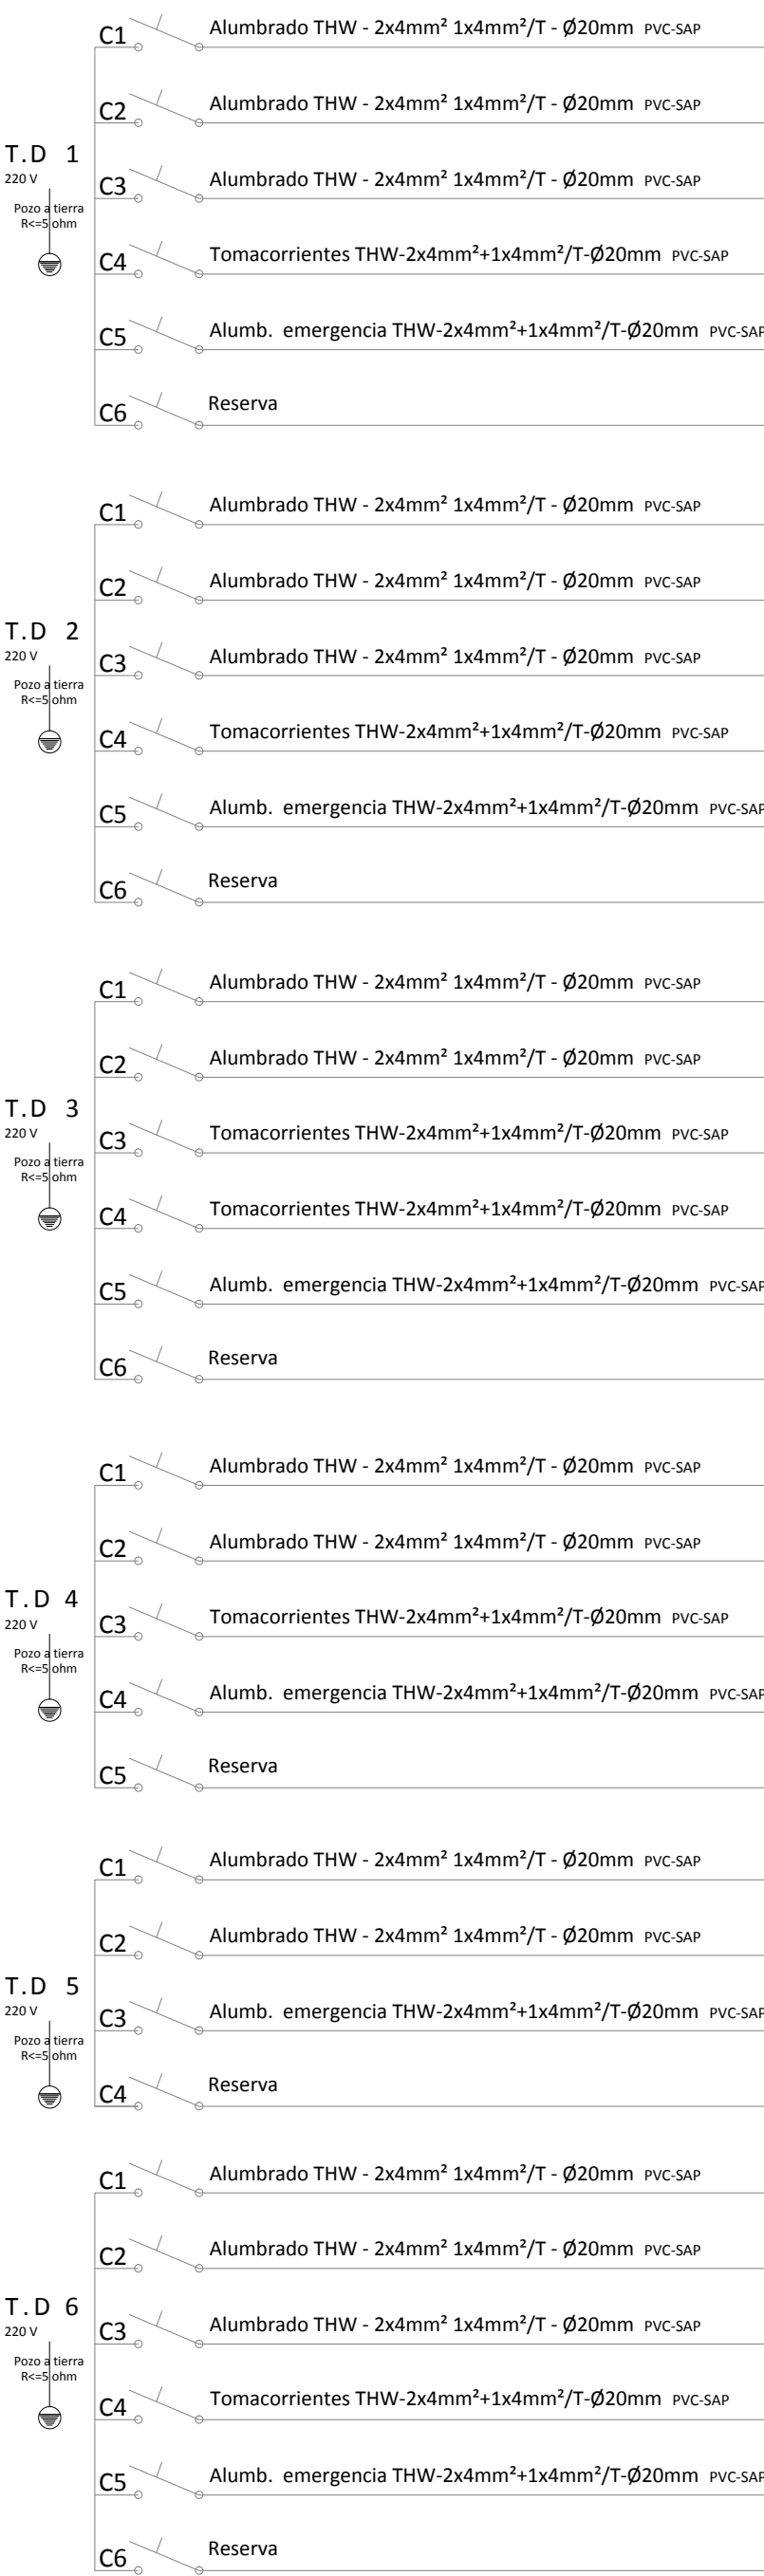 C1 Alumbrado THW - 2x4mm² 1x4mm²/T - Ø20mm PVC-SAP
C2 Alumbrado THW - 2x4mm² 1x4mm²/T - Ø20mm PVC-SAP
T.D 1
220 V
Pozo a tierra
R<=5 ohm
C3 Alumbrado THW - 2x4mm² 1x4mm²/T - Ø20mm PVC-SAP
C4 Tomacorrientes THW-2x4mm²+1x4mm²/T-Ø20mm PVC-SAP
C5 Alumb. emergencia THW-2x4mm²+1x4mm²/T-Ø20mm PVC-SAP
C6 Reserva
C1 Alumbrado THW - 2x4mm² 1x4mm²/T - Ø20mm PVC-SAP
C2 Alumbrado THW - 2x4mm² 1x4mm²/T - Ø20mm PVC-SAP
T.D 2
220 V
Pozo a tierra
R<=5 ohm
C3 Alumbrado THW - 2x4mm² 1x4mm²/T - Ø20mm PVC-SAP
C4 Tomacorrientes THW-2x4mm²+1x4mm²/T-Ø20mm PVC-SAP
C5 Alumb. emergencia THW-2x4mm²+1x4mm²/T-Ø20mm PVC-SAP
C6 Reserva
C1 Alumbrado THW - 2x4mm² 1x4mm²/T - Ø20mm PVC-SAP
C2 Alumbrado THW - 2x4mm² 1x4mm²/T - Ø20mm PVC-SAP
T.D 3
220 V
Pozo a tierra
R<=5 ohm
C3 Tomacorrientes THW-2x4mm²+1x4mm²/T-Ø20mm PVC-SAP
C4 Tomacorrientes THW-2x4mm²+1x4mm²/T-Ø20mm PVC-SAP
C5 Alumb. emergencia THW-2x4mm²+1x4mm²/T-Ø20mm PVC-SAP
C6 Reserva
C1 Alumbrado THW - 2x4mm² 1x4mm²/T - Ø20mm PVC-SAP
C2 Alumbrado THW - 2x4mm² 1x4mm²/T - Ø20mm PVC-SAP
T.D 4
220 V
Pozo a tierra
R<=5 ohm
C3 Tomacorrientes THW-2x4mm²+1x4mm²/T-Ø20mm PVC-SAP
C4 Alumb. emergencia THW-2x4mm²+1x4mm²/T-Ø20mm PVC-SAP
C5 Reserva
C1 Alumbrado THW - 2x4mm² 1x4mm²/T - Ø20mm PVC-SAP
C2 Alumbrado THW - 2x4mm² 1x4mm²/T - Ø20mm PVC-SAP
T.D 5
220 V
Pozo a tierra
R<=5 ohm
C3 Alumb. emergencia THW-2x4mm²+1x4mm²/T-Ø20mm PVC-SAP
C4 Reserva
C1 Alumbrado THW - 2x4mm² 1x4mm²/T - Ø20mm PVC-SAP
C2 Alumbrado THW - 2x4mm² 1x4mm²/T - Ø20mm PVC-SAP
T.D 6
220 V
Pozo a tierra
R<=5 ohm
C3 Alumbrado THW - 2x4mm² 1x4mm²/T - Ø20mm PVC-SAP
C4 Tomacorrientes THW-2x4mm²+1x4mm²/T-Ø20mm PVC-SAP
C5 Alumb. emergencia THW-2x4mm²+1x4mm²/T-Ø20mm PVC-SAP
C6 Reserva